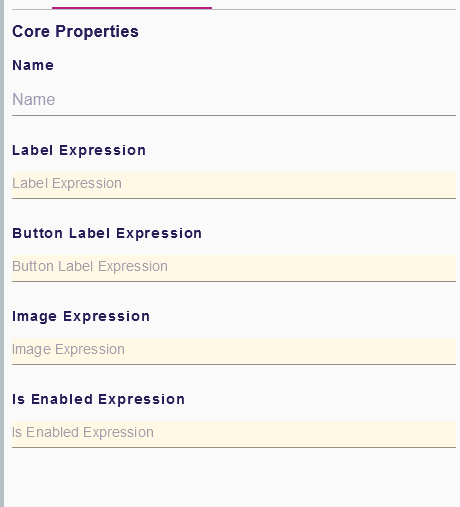 Core Properties
Name
Name
Label Expression
Label Expression
Button Label Expression
Button Label Expression
Image Expression
Image Expression
Is Enabled Expression
Is Enabled Expression